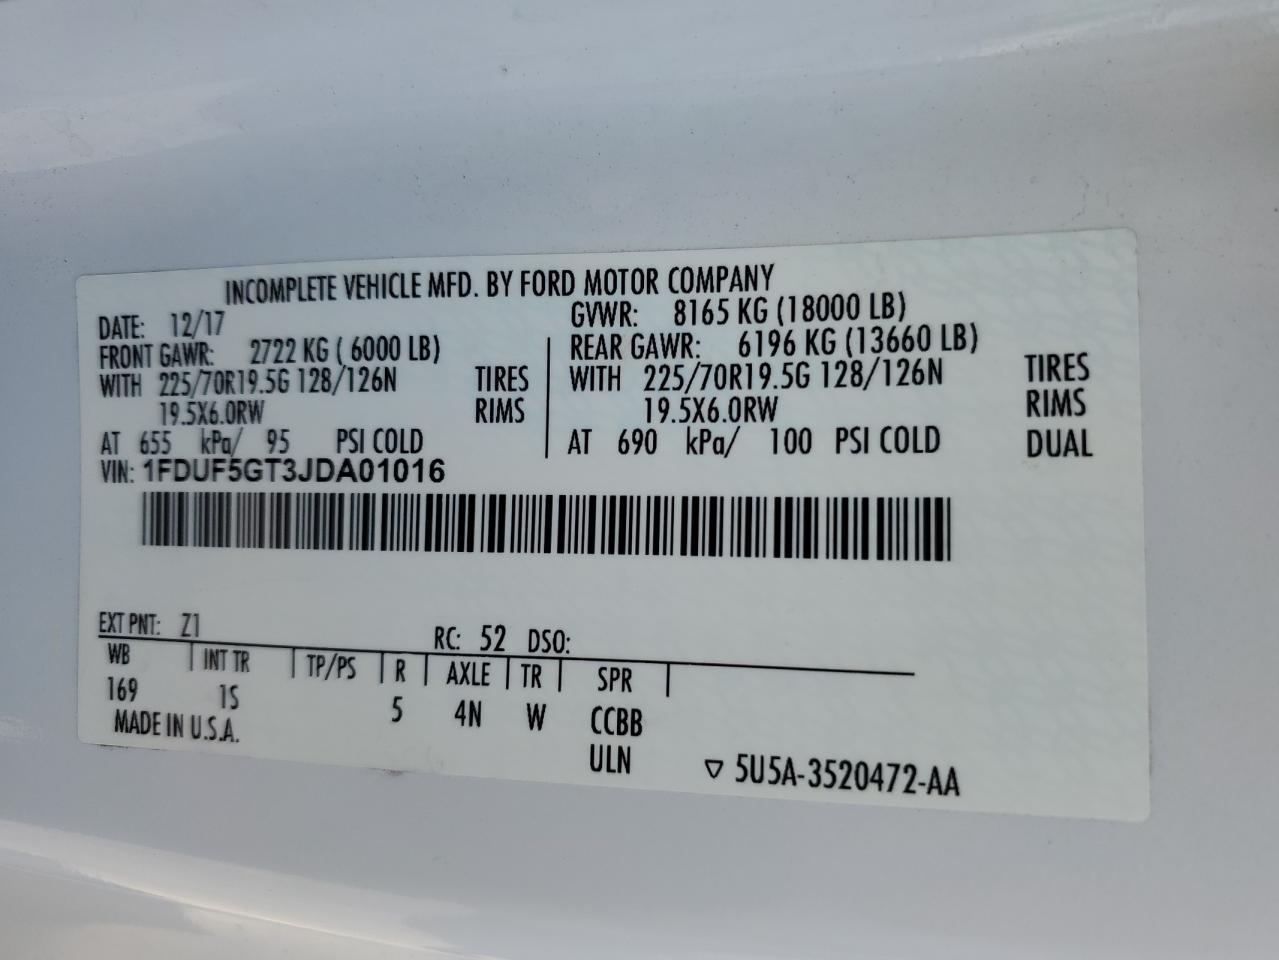 INCOMPLETE VEHICLE MFD. BY FORD MOTOR COMPANY
DATE: 12/17 GVWR: 8165 KG (18000 LB)
FRONT GAWR: 2722 KG ( 6000 LB) REAR GAWR: 6196 KG (13660 LB)
WITH 225/70R19.5G 128/126N TIRES WITH 225/70R19.5G 128/126N TIRES
19.5X6.0RW RIMS 19.5X6.0RW RIMS
AT 655 kPa/ 95 PSI COLD AT 690 kPa/ 100 PSI COLD DUAL
VIN: 1FDUF5GT3JDA01016
EXT PNT: Z1 RC: 52 DSO:
WB INT TR TP/PS R AXLE TR SPR
169 1S 5 4N W CCBB
MADE IN U.S.A. ULN
5U5A-3520472-AA